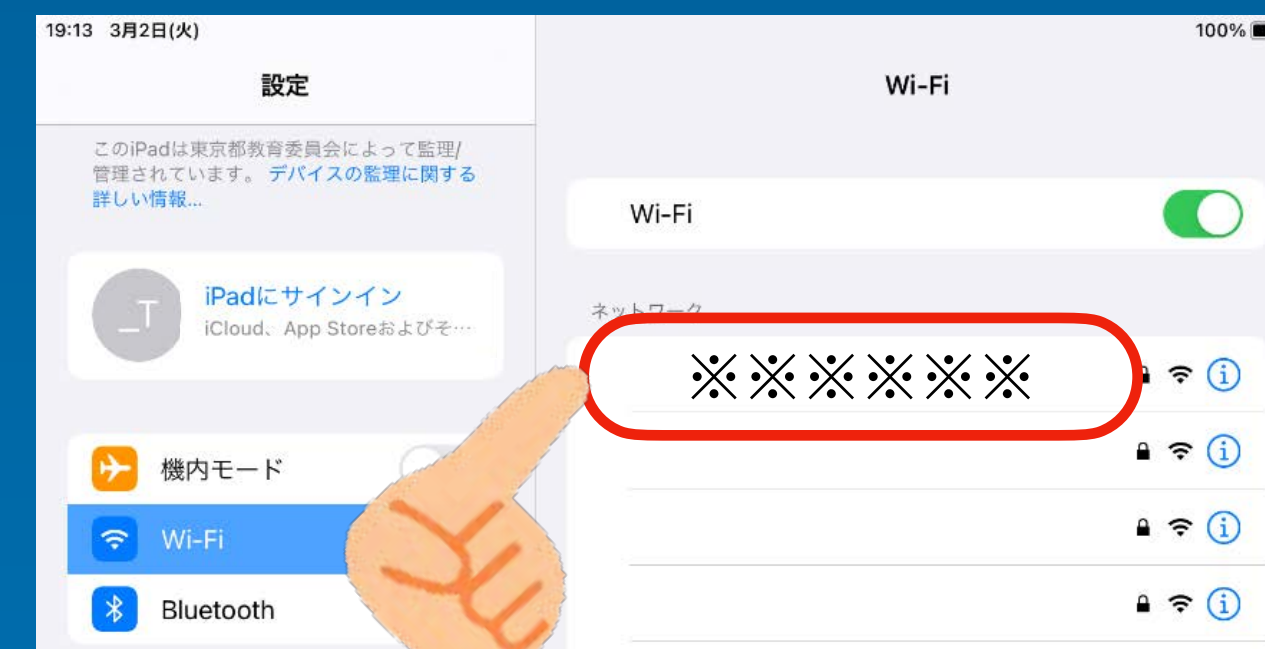 19:13 3月2日(火)
100%
設定
Wi-Fi
このiPadは東京都教育委員会によって監理/
管理されています。 デバイスの監理に関する
詳しい情報...
Wi-Fi
_T
iPadにサインイン
iCloud、App Storeおよびそ…
ネットワーク
※※※※※※
機内モード
Wi-Fi
Bluetooth